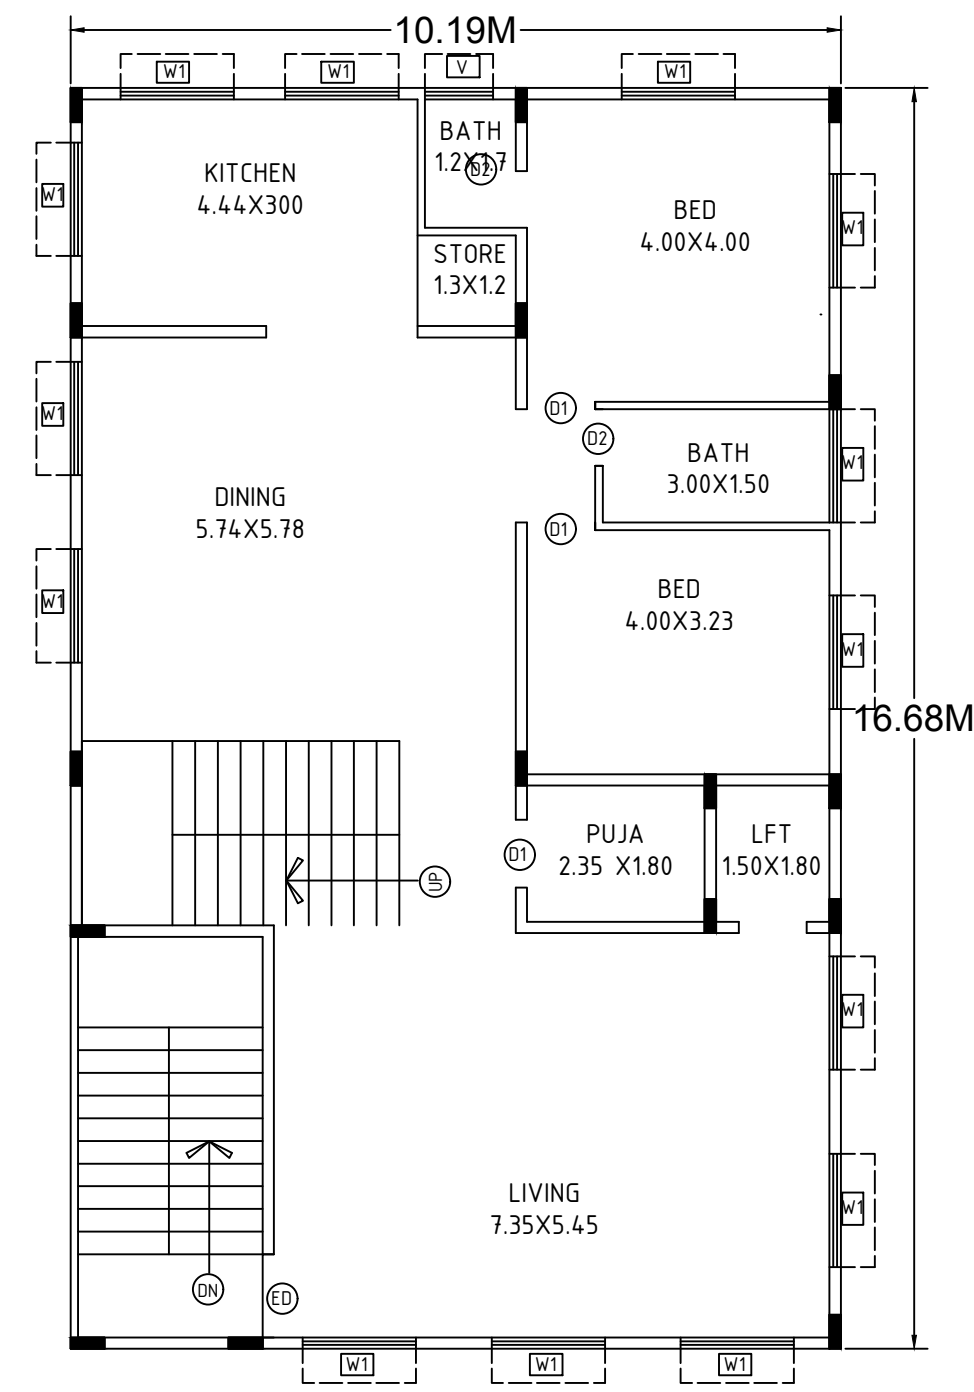 10.19M
W1
W1
V
W1
BATH
1.2X1.7
D2
KITCHEN
4.44X300
W1
BED
4.00X4.00
W1
STORE
1.3X1.2
W1
D1
D2
BATH
3.00X1.50
W1
DINING
5.74X5.78
D1
W1
BED
4.00X3.23
W1
16.68M
PUJA
2.35 X1.80
LFT
1.50X1.80
D1
UP
W1
LIVING
7.35X5.45
W1
DN
ED
W1
W1
W1